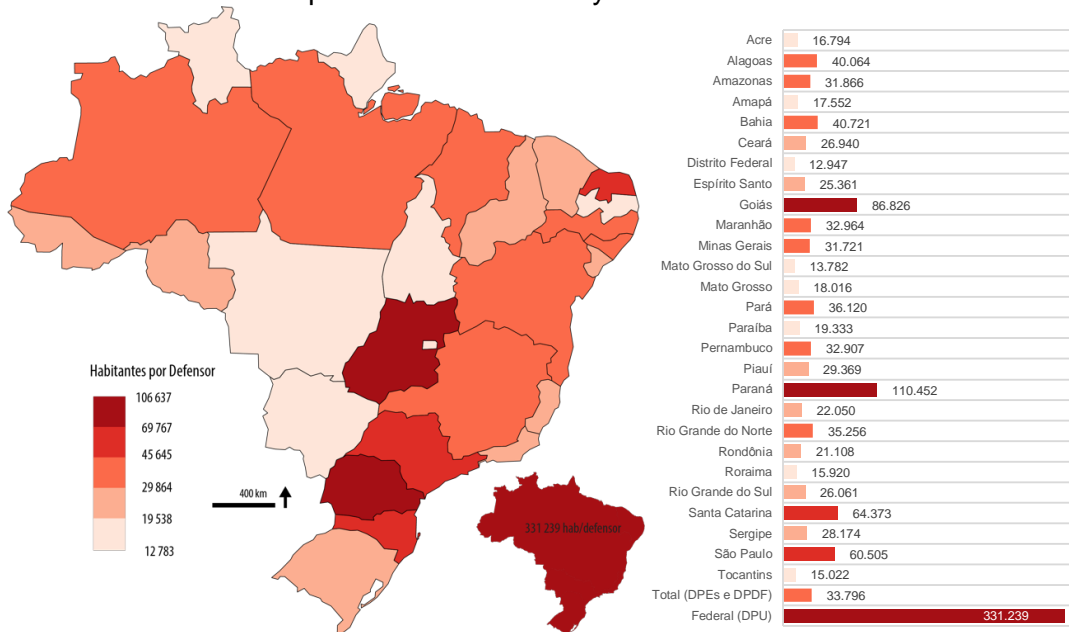 Habitantes por Defensor
106 637
69 767
45 645
29 864
19 538
12 783
400 km
331 239 hab/defensor
Acre 16.794
Alagoas 40.064
Amazonas 31.866
Amapá 17.552
Bahia 40.721
Ceará 26.940
Distrito Federal 12.947
Espírito Santo 25.361
Goiás 86.826
Maranhão 32.964
Minas Gerais 31.721
Mato Grosso do Sul 13.782
Mato Grosso 18.016
Pará 36.120
Paraíba 19.333
Pernambuco 32.907
Piauí 29.369
Paraná 110.452
Rio de Janeiro 22.050
Rio Grande do Norte 35.256
Rondônia 21.108
Roraima 15.920
Rio Grande do Sul 26.061
Santa Catarina 64.373
Sergipe 28.174
São Paulo 60.505
Tocantins 15.022
Total (DPEs e DPDF) 33.796
Federal (DPU) 331.239